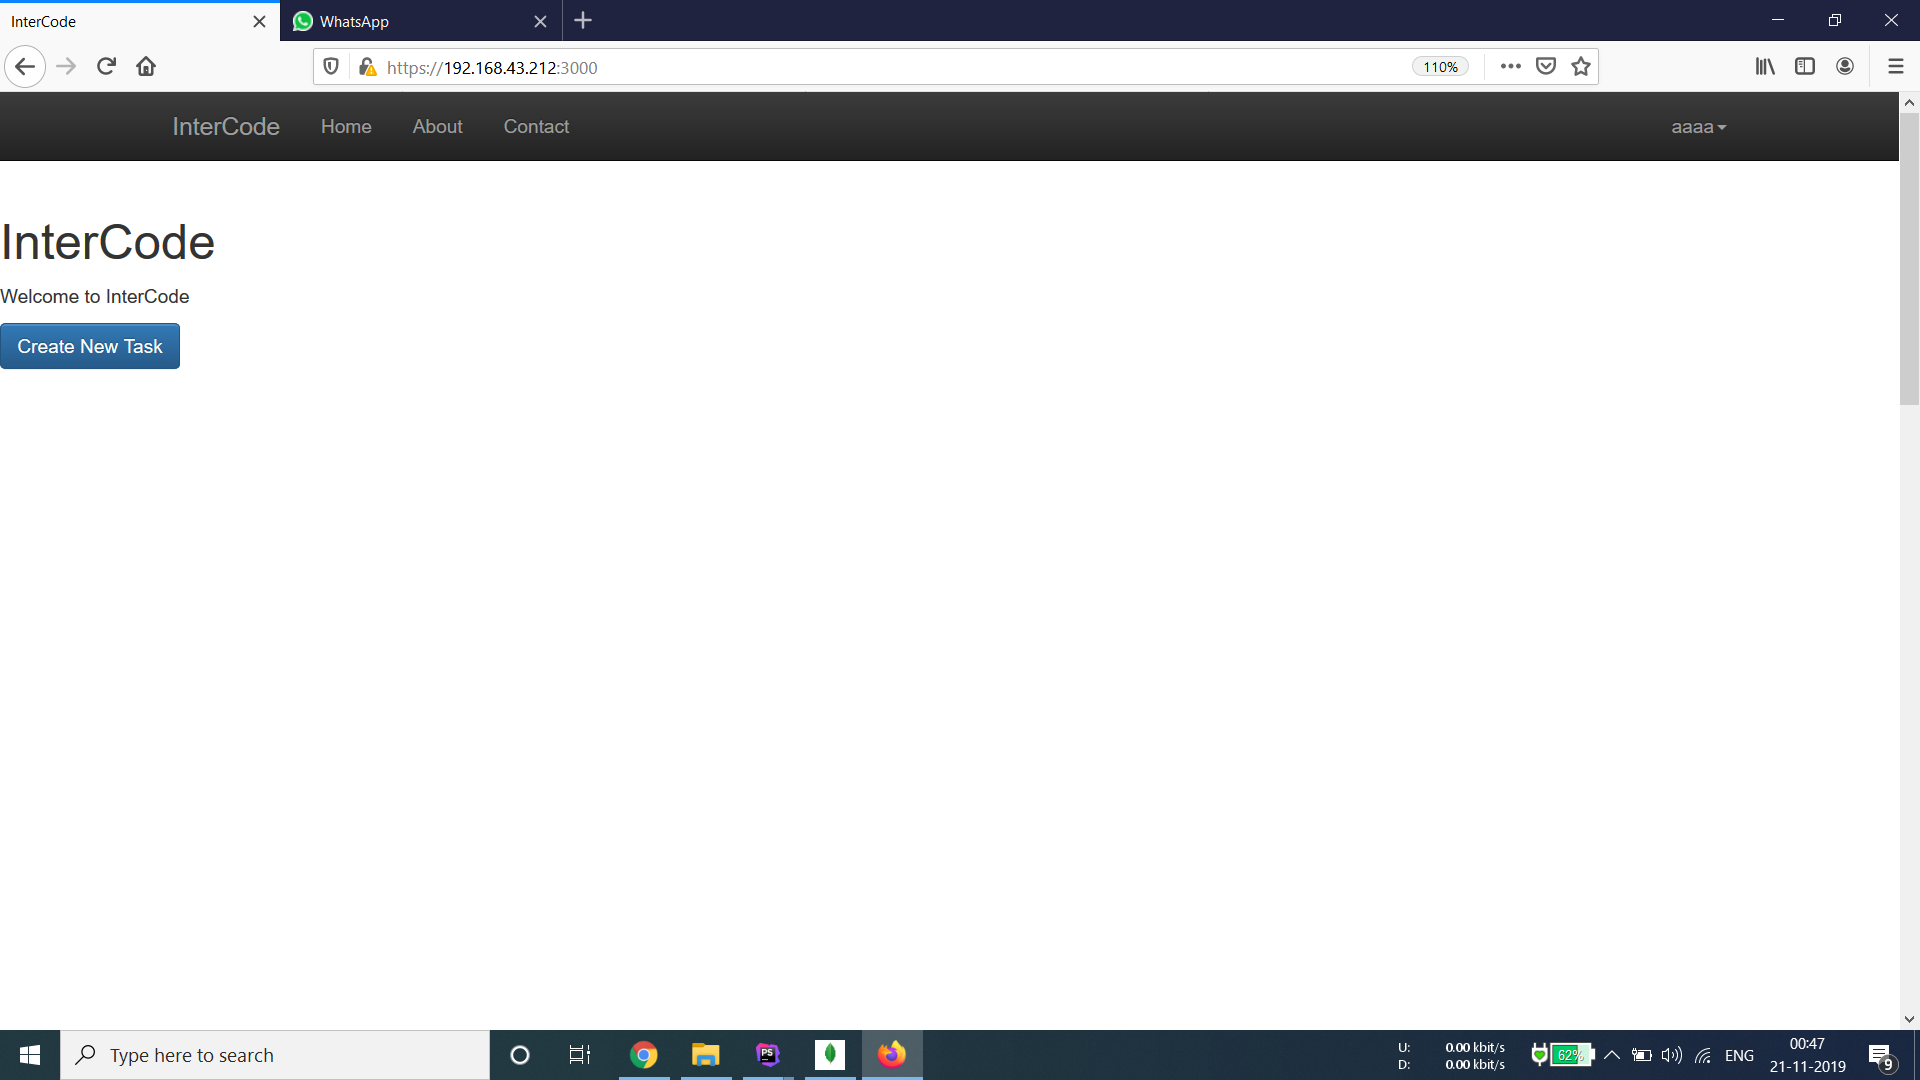 InterCode
WhatsApp
https://192.168.43.212:3000
110%
InterCode Home About Contact aaaa
InterCode
Welcome to InterCode
Create New Task
Type here to search
PS
U: 0.00 kbit/s
D: 0.00 kbit/s
62%
ENG
00:47
21-11-2019
9